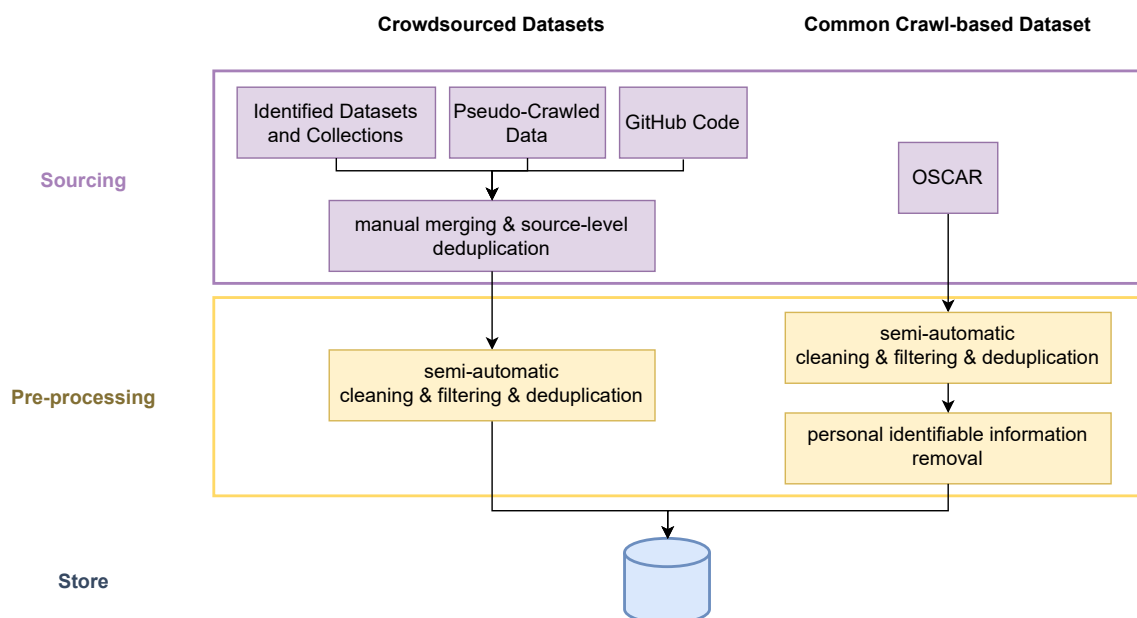 Crowdsourced Datasets
Common Crawl-based Dataset
Sourcing
Identified Datasets
and Collections
Pseudo-Crawled
Data
GitHub Code
OSCAR
manual merging & source-level
deduplication
Pre-processing
semi-automatic
cleaning & filtering & deduplication
semi-automatic
cleaning & filtering & deduplication
personal identifiable information
removal
Store